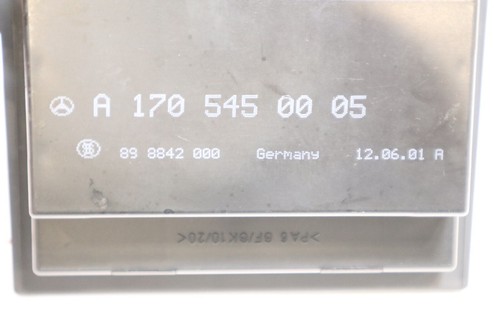 A 170 545 00 05
89 8842 000 Germany 12.06.01 A
>PA6 GF/GK10/20<